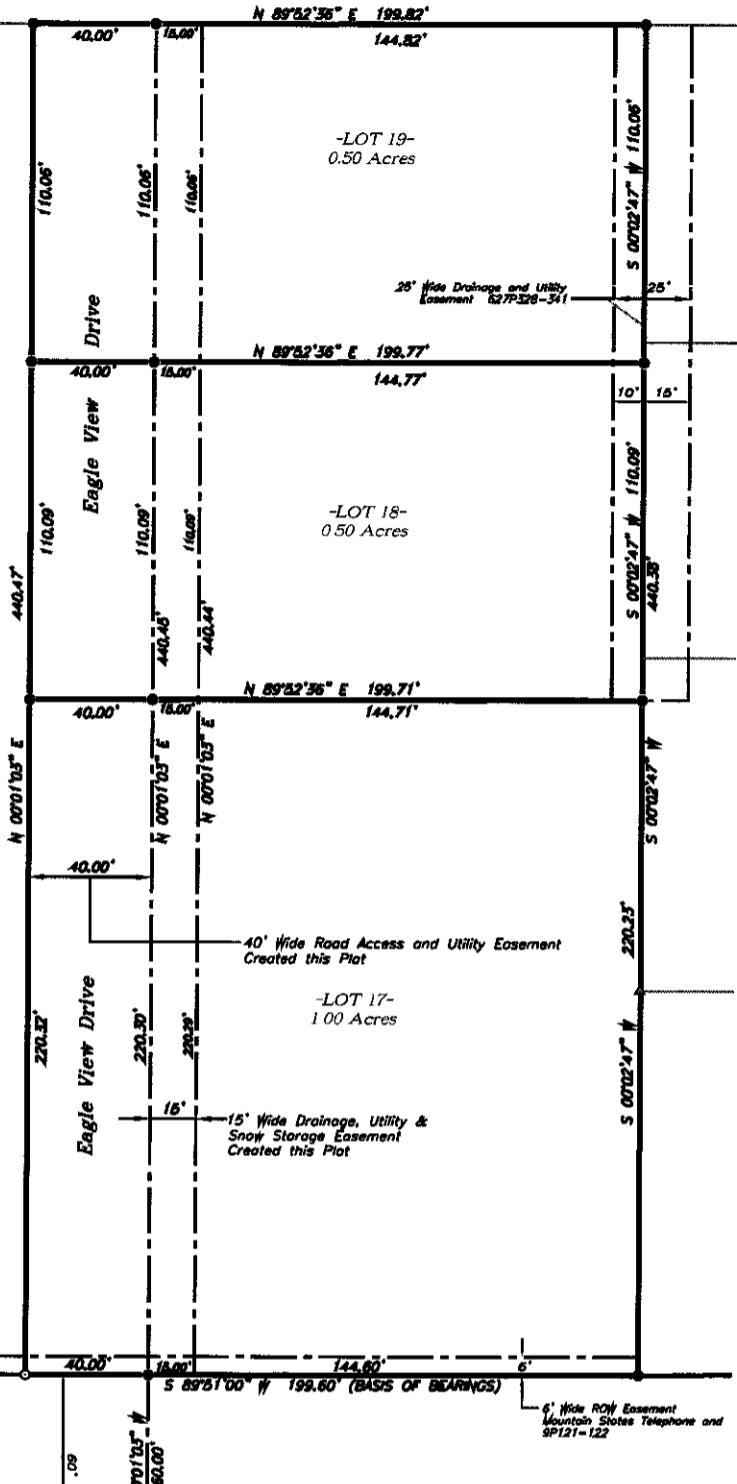 N 89°52'36" E 199.82'
40.00' 15.00' 144.82'
-LOT 19-
0.50 Acres
110.06'
110.06'
110.06'
S 00°02'47" W 110.06'
25' Wide Drainage and Utility
Easement 627P328-341
25'
Eagle View Drive
N 89°52'36" E 199.77'
40.00' 15.00' 144.77'
10' 15'
-LOT 18-
0.50 Acres
110.09'
110.09'
110.09'
S 00°02'47" W 110.09'
440.47'
440.45'
440.44'
440.38'
N 89°52'36" E 199.71'
40.00' 15.00' 144.71'
N 00°01'03" E
N 00°01'03" E
N 00°01'03" E
S 00°02'47" W
40.00'
40' Wide Road Access and Utility Easement
Created this Plat
-LOT 17-
1.00 Acres
220.32'
Eagle View Drive
220.30'
220.29'
220.23'
S 00°02'47" W
15'
15' Wide Drainage, Utility &
Snow Storage Easement
Created this Plat
40.00' 15.00' 144.60' 6'
S 89°51'00" W 199.60' (BASIS OF BEARINGS)
6' Wide ROW Easement
Mountain States Telephone and
9P121-122
60.00'